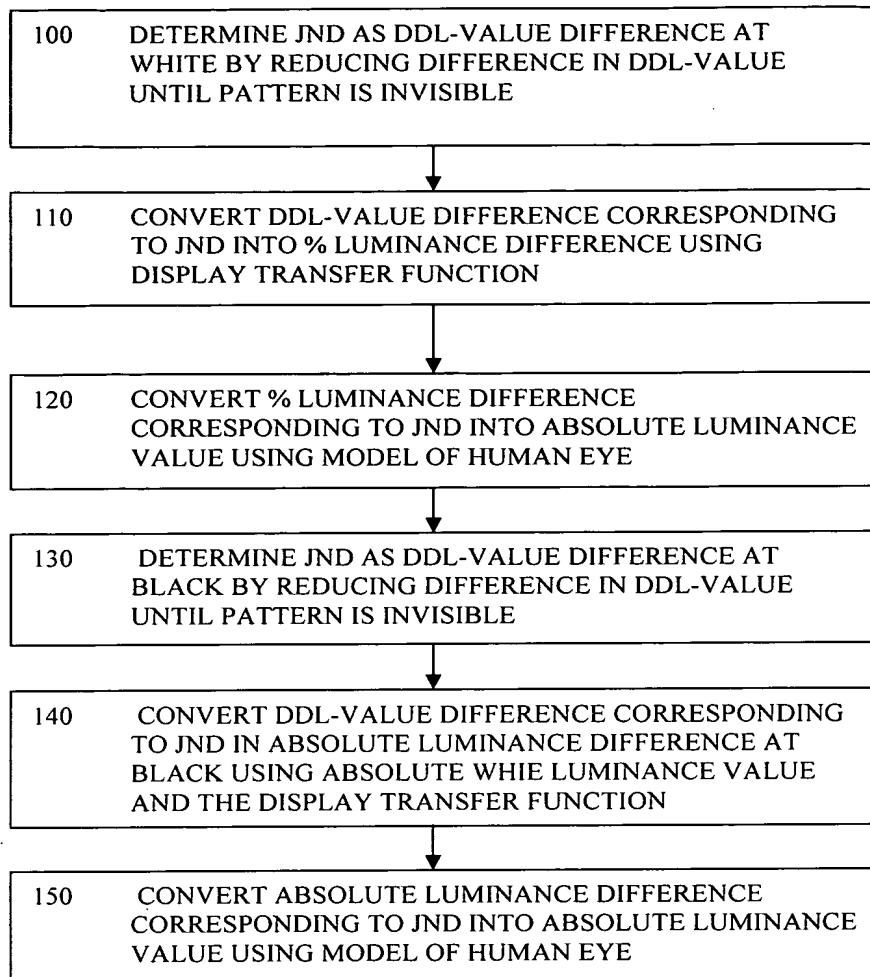 100 DETERMINE JND AS DDL-VALUE DIFFERENCE AT
WHITE BY REDUCING DIFFERENCE IN DDL-VALUE
UNTIL PATTERN IS INVISIBLE
110 CONVERT DDL-VALUE DIFFERENCE CORRESPONDING
TO JND INTO % LUMINANCE DIFFERENCE USING
DISPLAY TRANSFER FUNCTION
120 CONVERT % LUMINANCE DIFFERENCE
CORRESPONDING TO JND INTO ABSOLUTE LUMINANCE
VALUE USING MODEL OF HUMAN EYE
130 DETERMINE JND AS DDL-VALUE DIFFERENCE AT
BLACK BY REDUCING DIFFERENCE IN DDL-VALUE
UNTIL PATTERN IS INVISIBLE
140 CONVERT DDL-VALUE DIFFERENCE CORRESPONDING
TO JND IN ABSOLUTE LUMINANCE DIFFERENCE AT
BLACK USING ABSOLUTE WHIE LUMINANCE VALUE
AND THE DISPLAY TRANSFER FUNCTION
150 CONVERT ABSOLUTE LUMINANCE DIFFERENCE
CORRESPONDING TO JND INTO ABSOLUTE LUMINANCE
VALUE USING MODEL OF HUMAN EYE